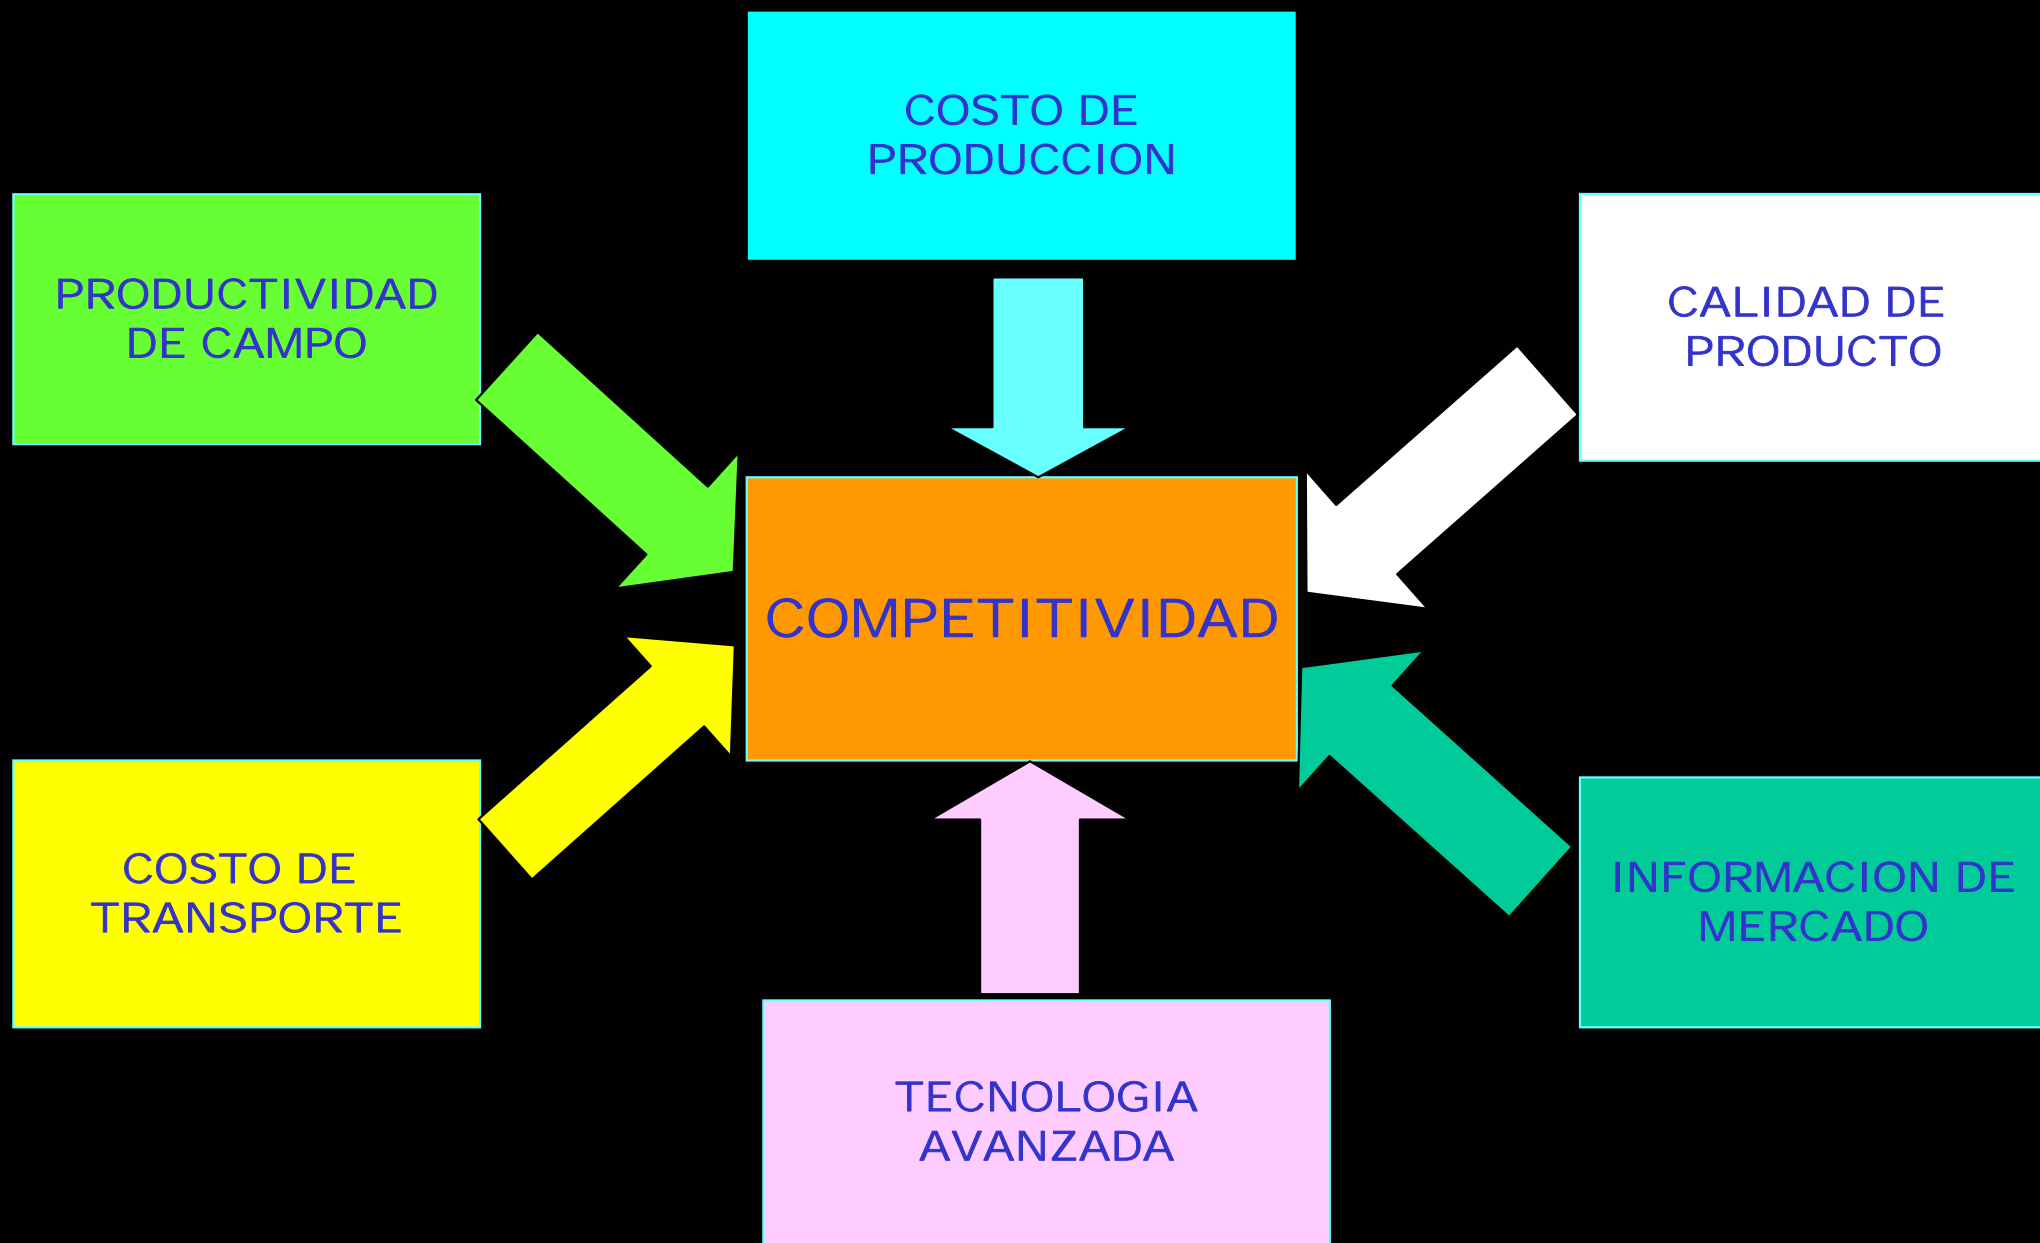 COSTO DE
PRODUCCION
PRODUCTIVIDAD
DE CAMPO
CALIDAD DE
PRODUCTO
COMPETITIVIDAD
COSTO DE
TRANSPORTE
INFORMACION DE
MERCADO
TECNOLOGIA
AVANZADA